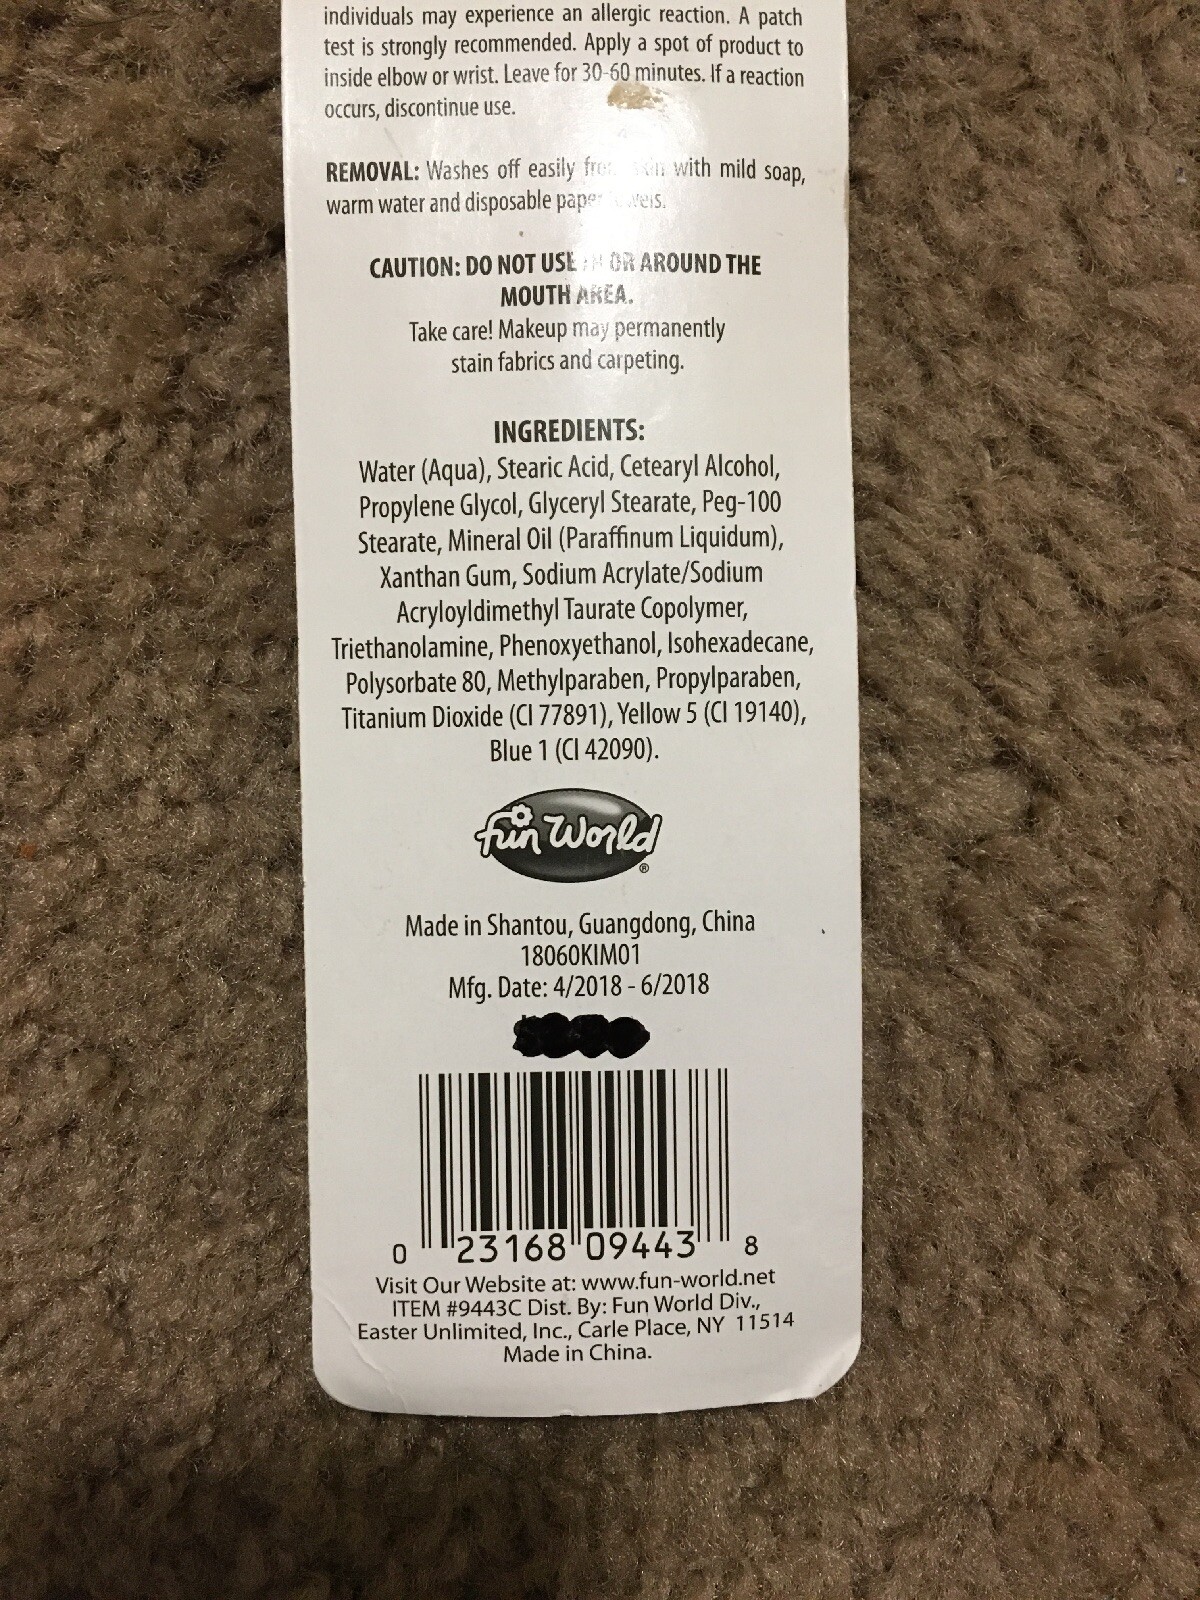 individuals may experience an allergic reaction. A patch
test is strongly recommended. Apply a spot of product to
inside elbow or wrist. Leave for 30-60 minutes. If a reaction
occurs, discontinue use.
REMOVAL: Washes off easily from skin with mild soap,
warm water and disposable paper towels.
CAUTION: DO NOT USE IN OR AROUND THE
MOUTH AREA.
Take care! Makeup may permanently
stain fabrics and carpeting.
INGREDIENTS:
Water (Aqua), Stearic Acid, Cetearyl Alcohol,
Propylene Glycol, Glyceryl Stearate, Peg-100
Stearate, Mineral Oil (Paraffinum Liquidum),
Xanthan Gum, Sodium Acrylate/Sodium
Acryloyldimethyl Taurate Copolymer,
Triethanolamine, Phenoxyethanol, Isohexadecane,
Polysorbate 80, Methylparaben, Propylparaben,
Titanium Dioxide (CI 77891), Yellow 5 (CI 19140),
Blue 1 (CI 42090).
fun World®
Made in Shantou, Guangdong, China
18060KIM01
Mfg. Date: 4/2018 - 6/2018
0 23168 09443 8
Visit Our Website at: www.fun-world.net
ITEM #9443C Dist. By: Fun World Div.,
Easter Unlimited, Inc., Carle Place, NY 11514
Made in China.